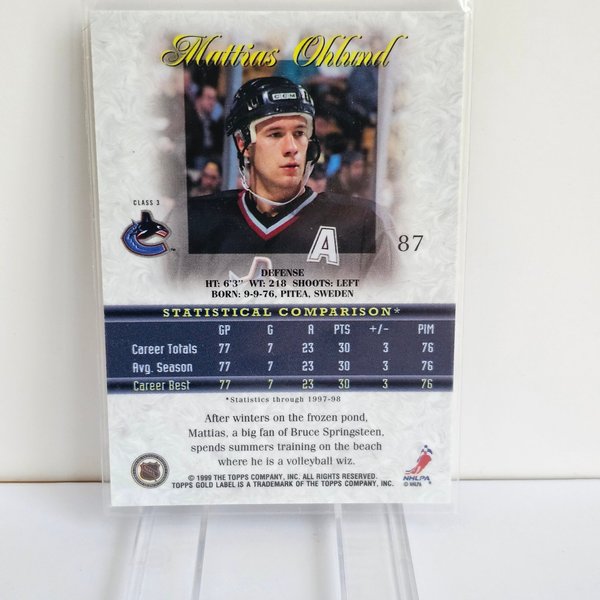 Mattias Ohlund
CCM
CLASS 3
TM
A
87
DEFENSE
HT: 6'3" WT: 218 SHOOTS: LEFT
BORN: 9-9-76, PITEA, SWEDEN
STATISTICAL COMPARISON*
GP G A PTS +/- PIM
Career Totals 77 7 23 30 3 76
Avg. Season 77 7 23 30 3 76
Career Best 77 7 23 30 3 76
*Statistics through 1997-98
After winters on the frozen pond,
Mattias, a big fan of Bruce Springsteen,
spends summers training on the beach
where he is a volleyball wiz.
© 1999 THE TOPPS COMPANY, INC. ALL RIGHTS RESERVED.
TOPPS GOLD LABEL IS A TRADEMARK OF THE TOPPS COMPANY, INC.
NHLPA
© NHLPA